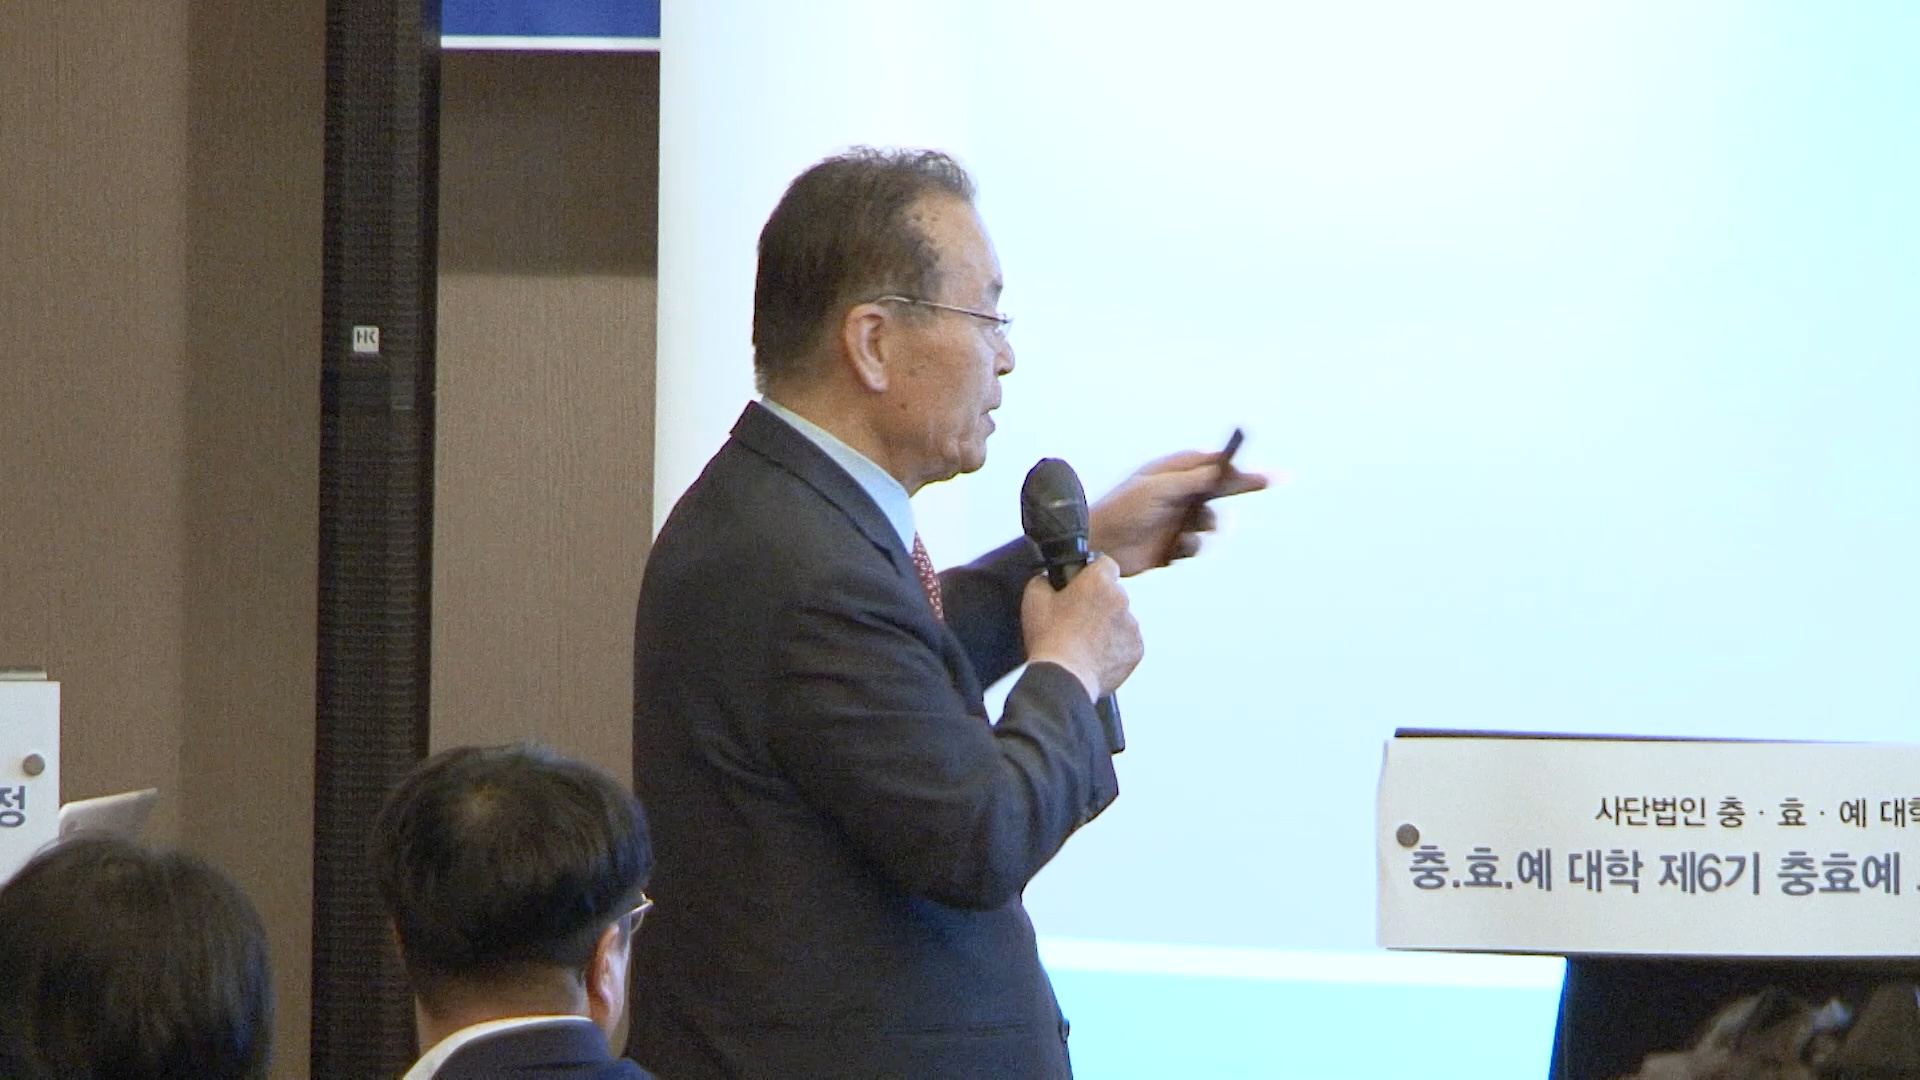 HK
정
사단법인 충 · 효 · 예 대학
충.효.예 대학 제6기 충효예